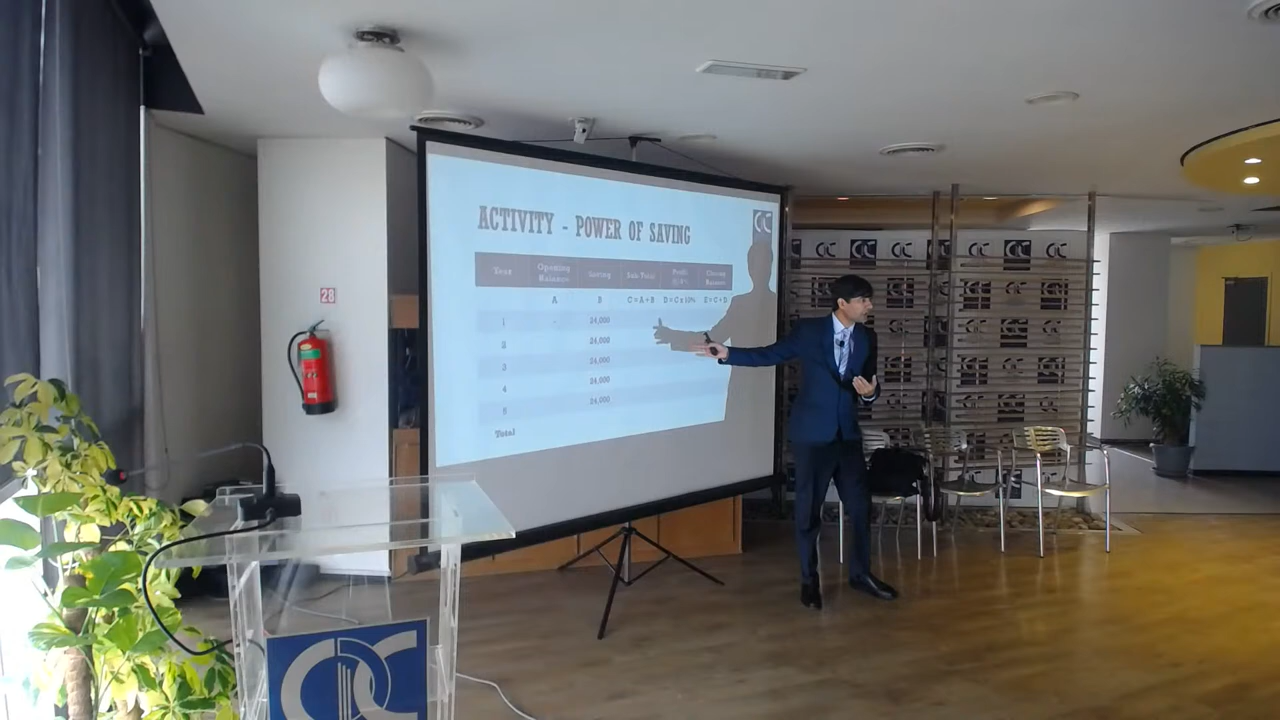 ACTIVITY - POWER OF SAVING
Year Opening Balance Saving Sub-Total Profit Closing Balance
A B C = A + B D = C x 10% E = C + D
1 - 24,000
2 24,000
3 24,000
4 24,000
5 24,000
Total
28